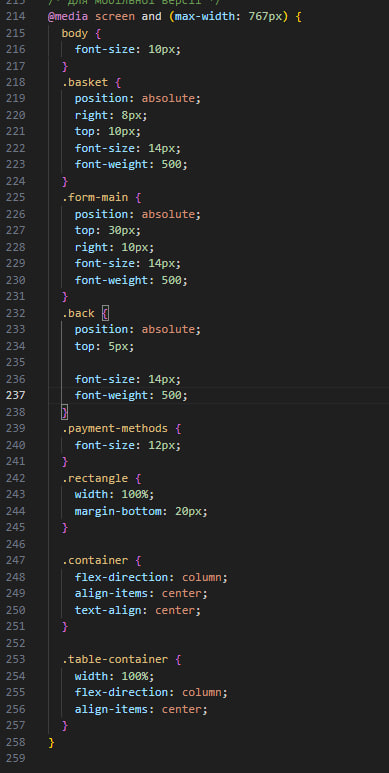 213 /* Для мобільної версії */
214 @media screen and (max-width: 767px) {
215 body {
216 font-size: 10px;
217 }
218 .basket {
219 position: absolute;
220 right: 8px;
221 top: 10px;
222 font-size: 14px;
223 font-weight: 500;
224 }
225 .form-main {
226 position: absolute;
227 top: 30px;
228 right: 10px;
229 font-size: 14px;
230 font-weight: 500;
231 }
232 .back {
233 position: absolute;
234 top: 5px;
235
236 font-size: 14px;
237 font-weight: 500;
238 }
239 .payment-methods {
240 font-size: 12px;
241 }
242 .rectangle {
243 width: 100%;
244 margin-bottom: 20px;
245 }
246
247 .container {
248 flex-direction: column;
249 align-items: center;
250 text-align: center;
251 }
252
253 .table-container {
254 width: 100%;
255 flex-direction: column;
256 align-items: center;
257 }
258 }
259